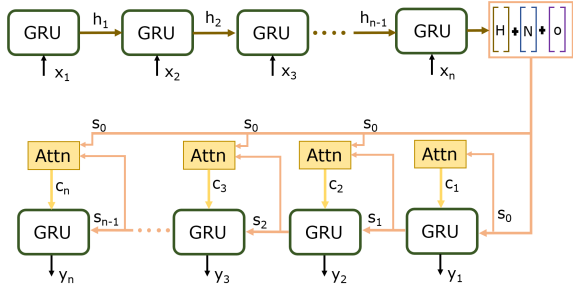 GRU h1 GRU h2 GRU hn-1 GRU [H]+[N]+[o]
x1 x2 x3 xn
s0 s0 s0
Attn Attn Attn Attn
cn c3 c2 c1
GRU sn-1 GRU s2 GRU s1 GRU s0
yn y3 y2 y1